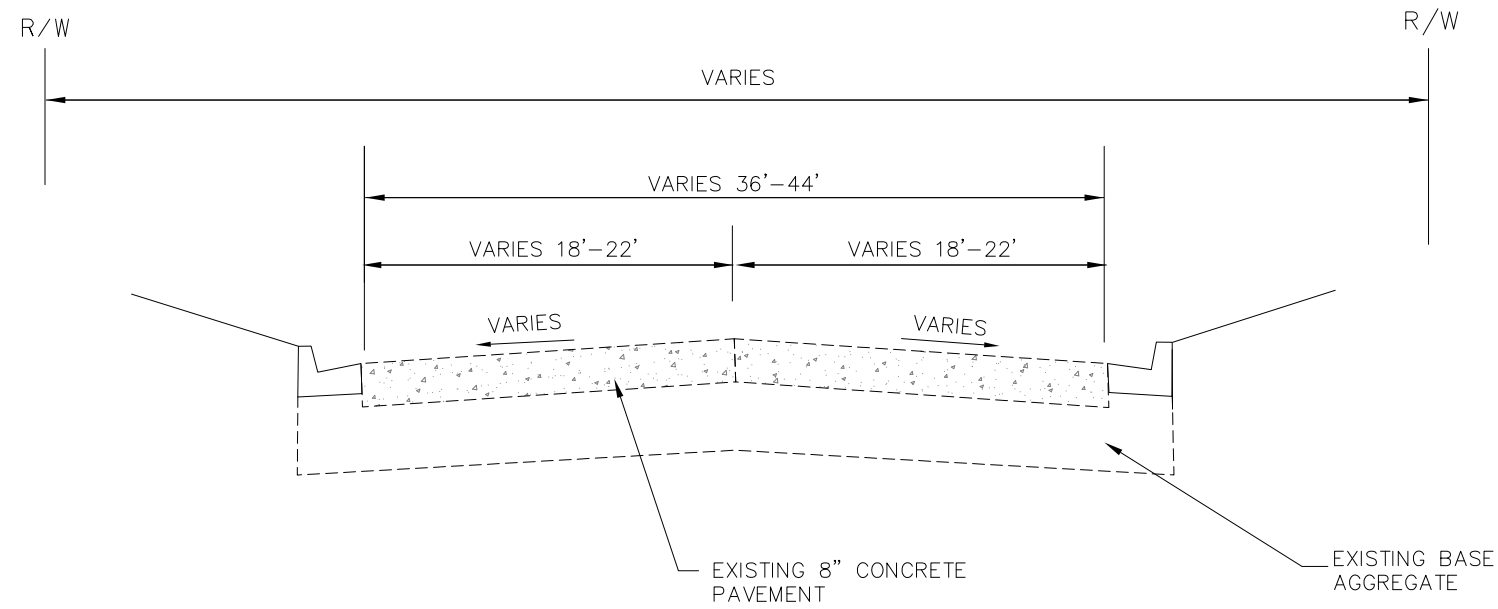 R/W
R/W
VARIES
VARIES 36'-44'
VARIES 18'-22'
VARIES 18'-22'
VARIES
VARIES
EXISTING 8" CONCRETE
PAVEMENT
EXISTING BASE
AGGREGATE